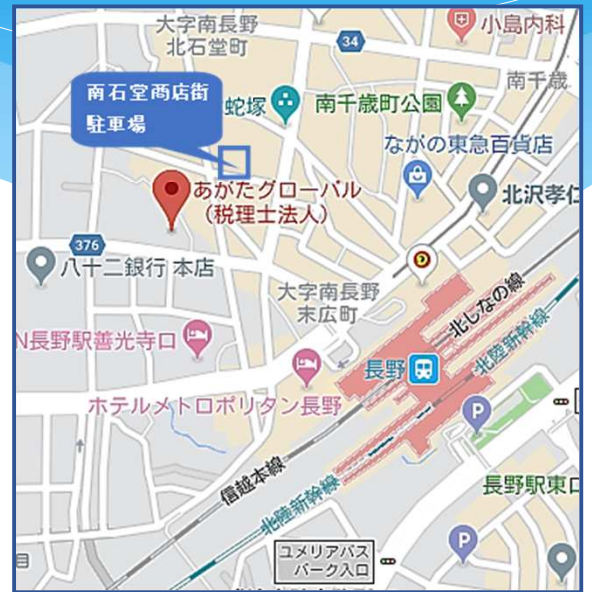 大字南長野
北石堂町
34
小島内科
南石堂商店街
駐車場
蛇塚
南千歳町公園
南千歳
ながの東急百貨店
あがたグローバル
(税理士法人)
北沢孝仁
376
八十二銀行 本店
大字南長野
末広町
北しなの線
北陸新幹線
N長野駅善光寺口
長野
ホテルメトロポリタン長野
P
信越本線
長野駅東口
北陸新幹線
P
ユメリアバス
パーク入口